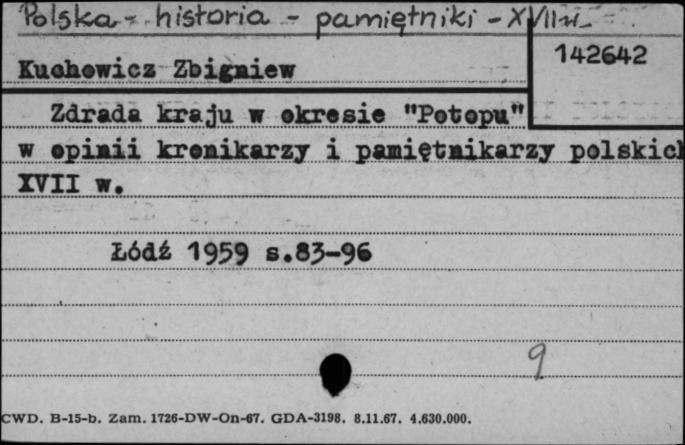 Polska - historia - pamiętniki - XVII w.
142642
Kuchowicz Zbigniew
Zdrada kraju w okresie "Potopu"
w opinii kronikarzy i pamiętnikarzy polskich
XVII w.
Łódź 1959 s.83-96
9
CWD. B-15-b. Zam. 1726-DW-On-67. GDA-3198. 8.11.67. 4.630.000.